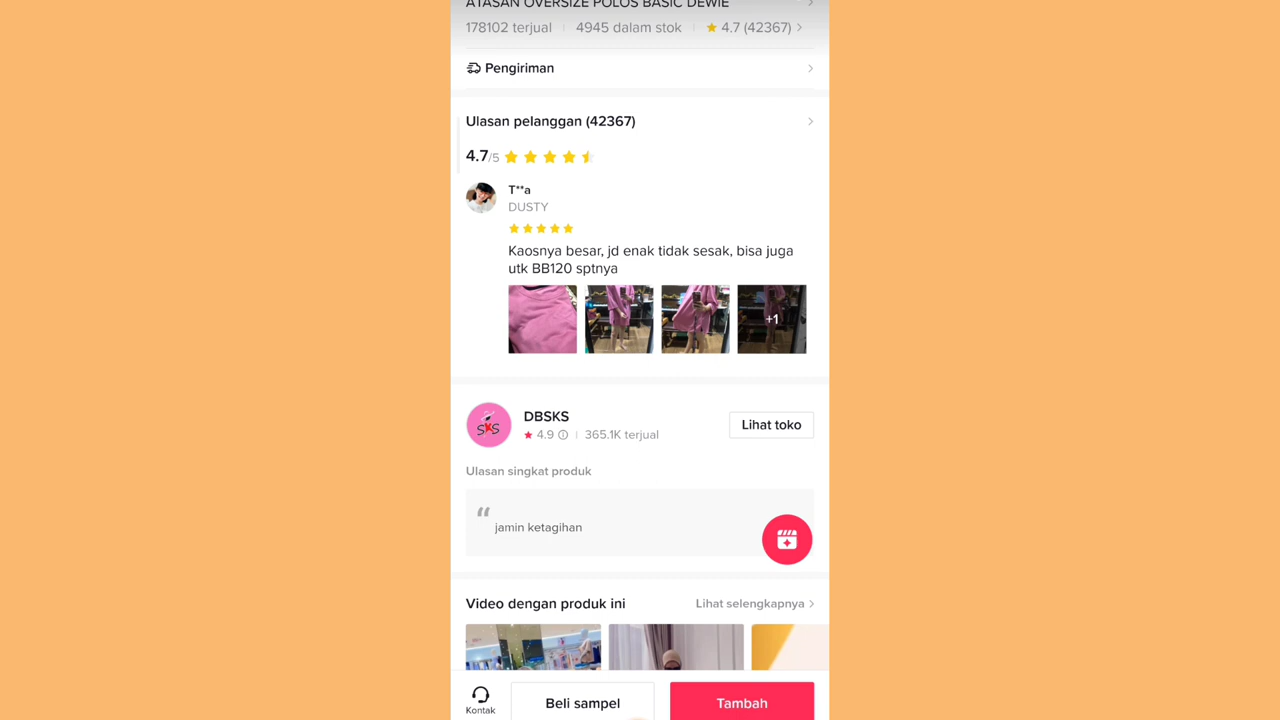 ATASAN OVERSIZE POLOS BASIC DEWIE
178102 terjual 4945 dalam stok 4.7 (42367)
Pengiriman
Ulasan pelanggan (42367)
4.7/5
T**a
DUSTY
Kaosnya besar, jd enak tidak sesak, bisa juga
utk BB120 sptnya
+1
SKS
DBSKS
4.9 365.1K terjual
Lihat toko
Ulasan singkat produk
“
jamin ketagihan
Video dengan produk ini Lihat selengkapnya
Kontak
Beli sampel
Tambah